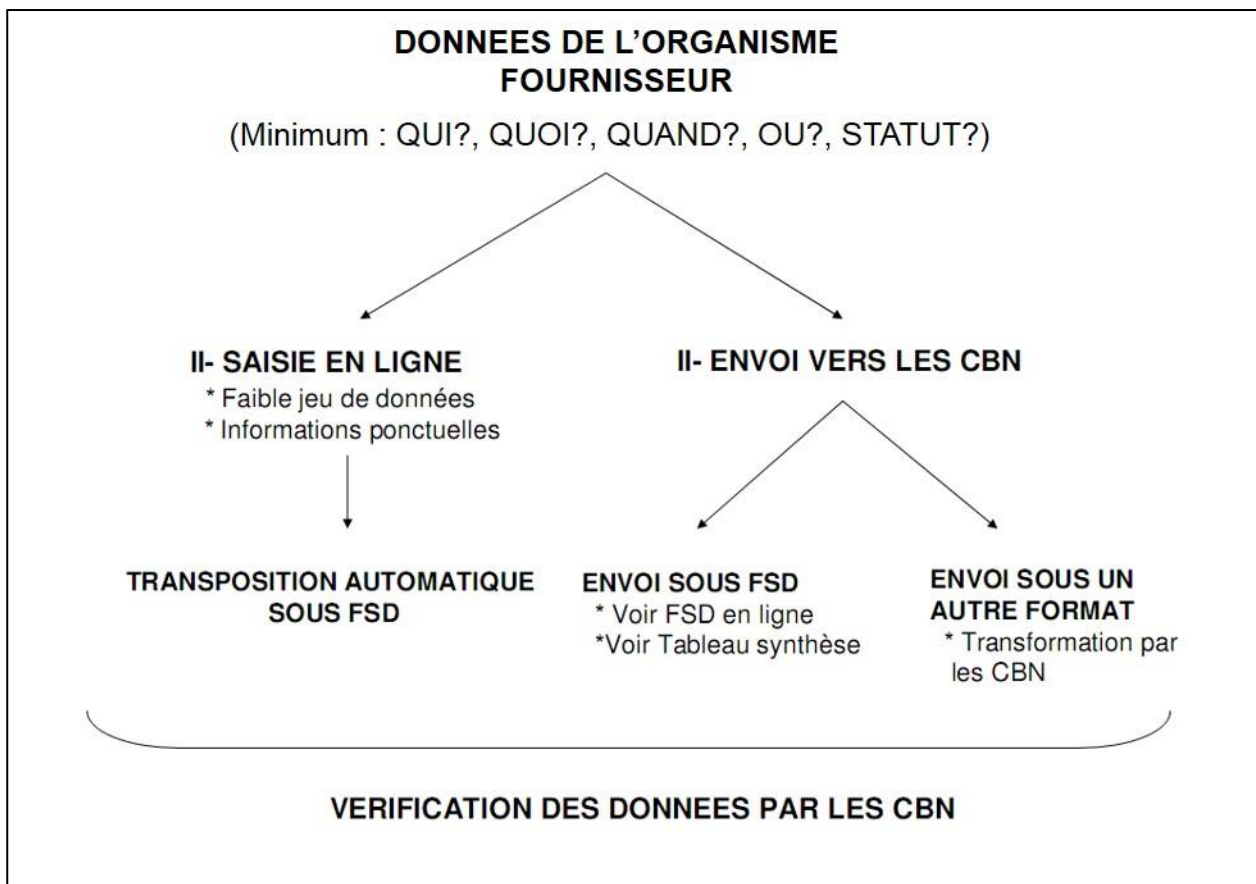 DONNEES DE L’ORGANISME
FOURNISSEUR
(Minimum : QUI?, QUOI?, QUAND?, OU?, STATUT?)
II- SAISIE EN LIGNE
* Faible jeu de données
* Informations ponctuelles
II- ENVOI VERS LES CBN
TRANSPOSITION AUTOMATIQUE
SOUS FSD
ENVOI SOUS FSD
* Voir FSD en ligne
*Voir Tableau synthèse
ENVOI SOUS UN
AUTRE FORMAT
* Transformation par
les CBN
VERIFICATION DES DONNEES PAR LES CBN